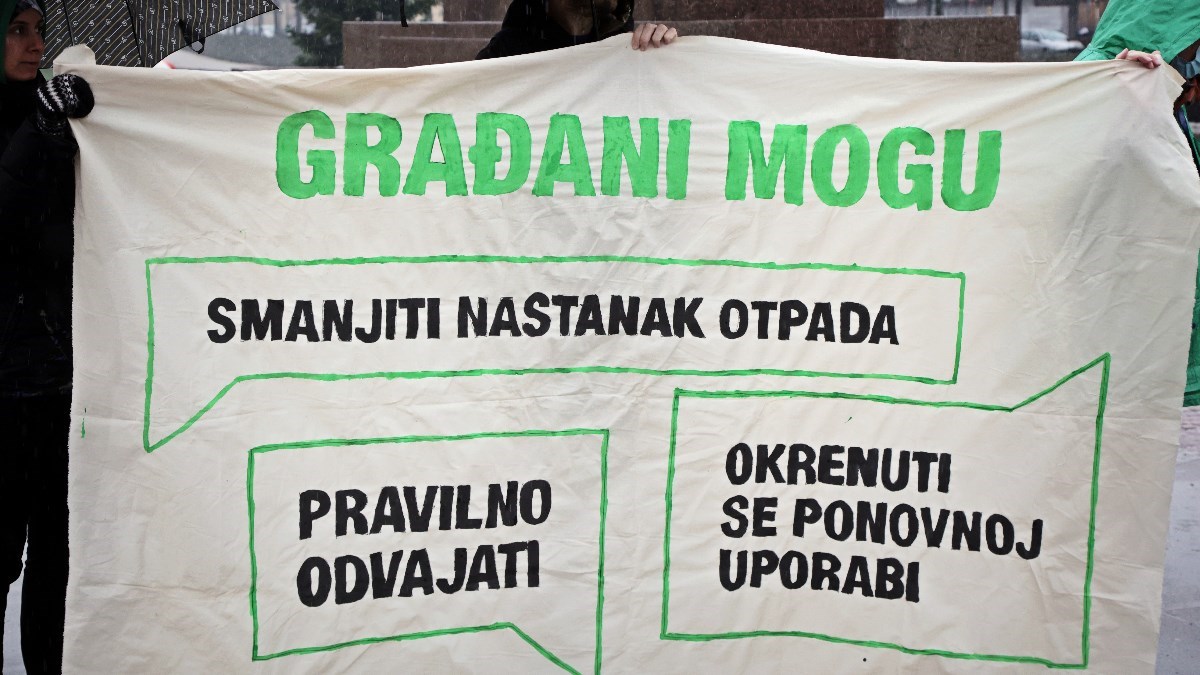 GRAĐANI MOGU
SMANJITI NASTANAK OTPADA
PRAVILNO
ODVAJATI
OKRENUTI
SE PONOVNOJ
UPORABI